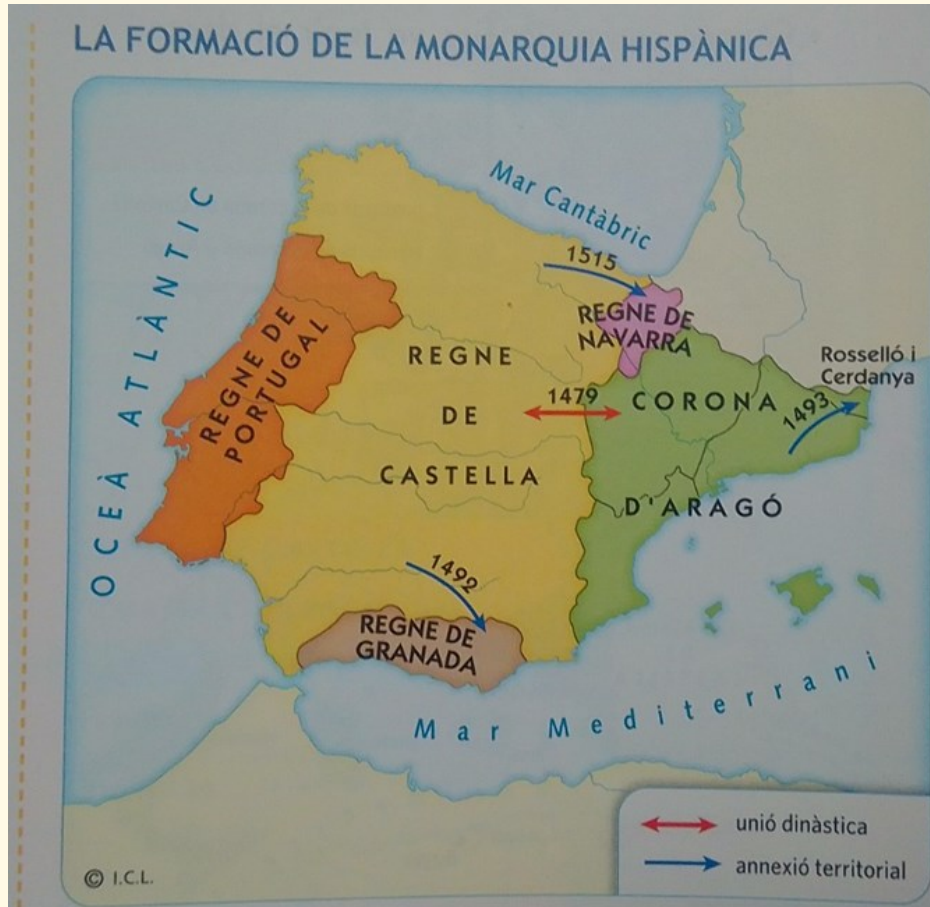 LA FORMACIÓ DE LA MONARQUIA HISPÀNICA
Mar Cantàbric
OCEÀ ATLÀNTIC
1515
REGNE DE
NAVARRA
REGNE DE
PORTUGAL
REGNE
DE
CASTELLA
Rosselló i
Cerdanya
1479
CORONA
D'ARAGÓ
1493
1492
REGNE DE
GRANADA
Mar Mediterrani
unió dinàstica
annexió territorial
© I.C.L.